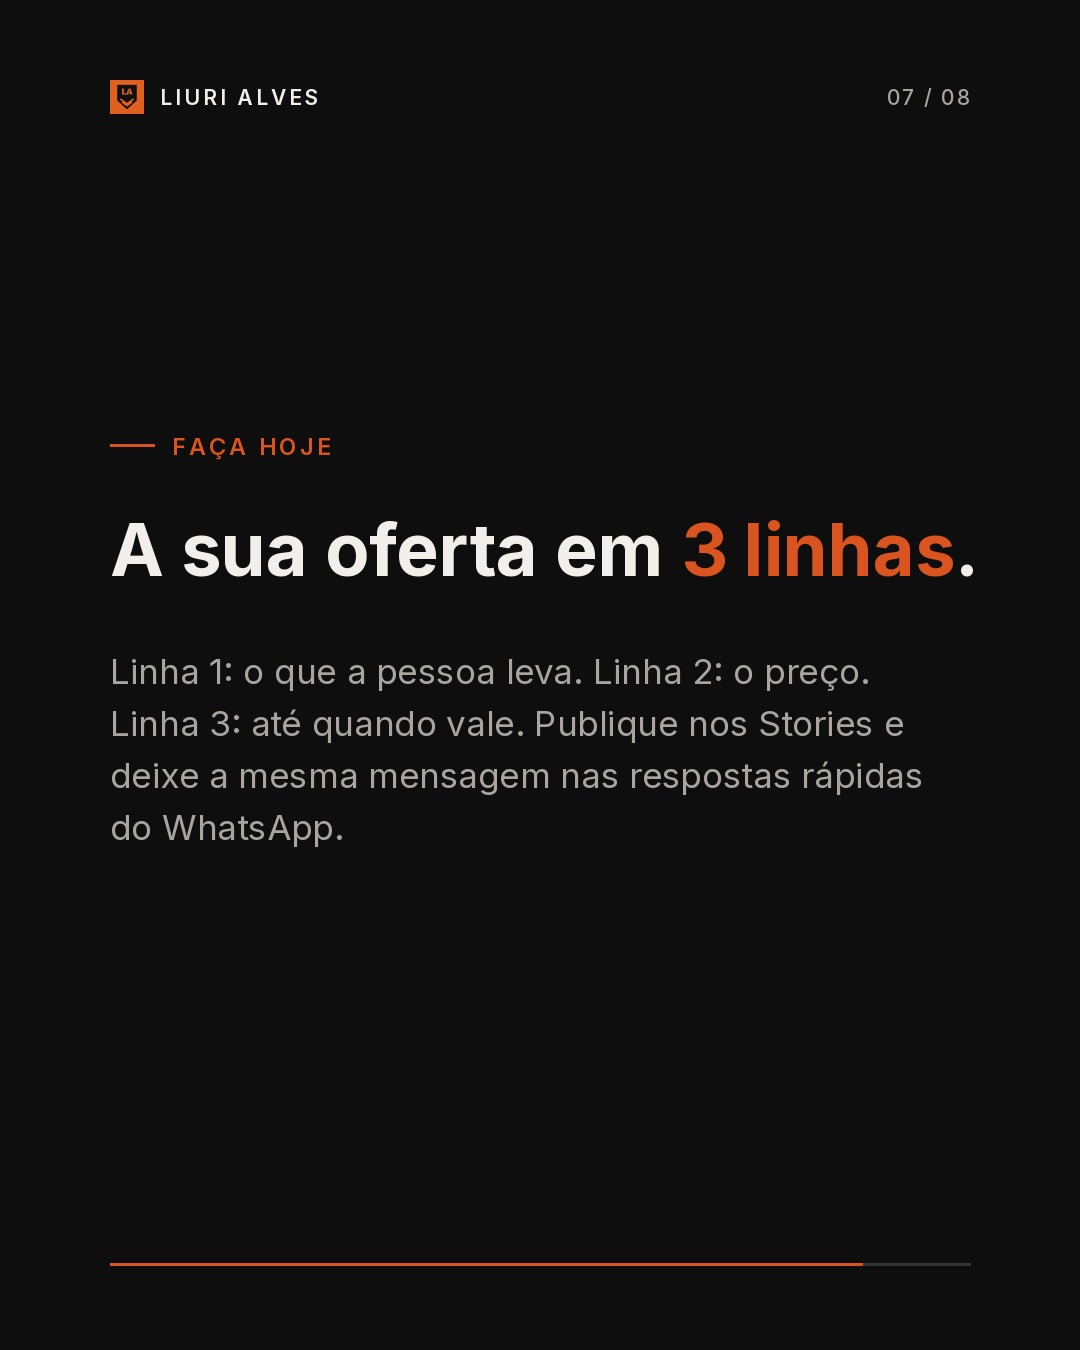 LA
LIURI ALVES
07 / 08
FAÇA HOJE
A sua oferta em 3 linhas.
Linha 1: o que a pessoa leva. Linha 2: o preço.
Linha 3: até quando vale. Publique nos Stories e
deixe a mesma mensagem nas respostas rápidas
do WhatsApp.